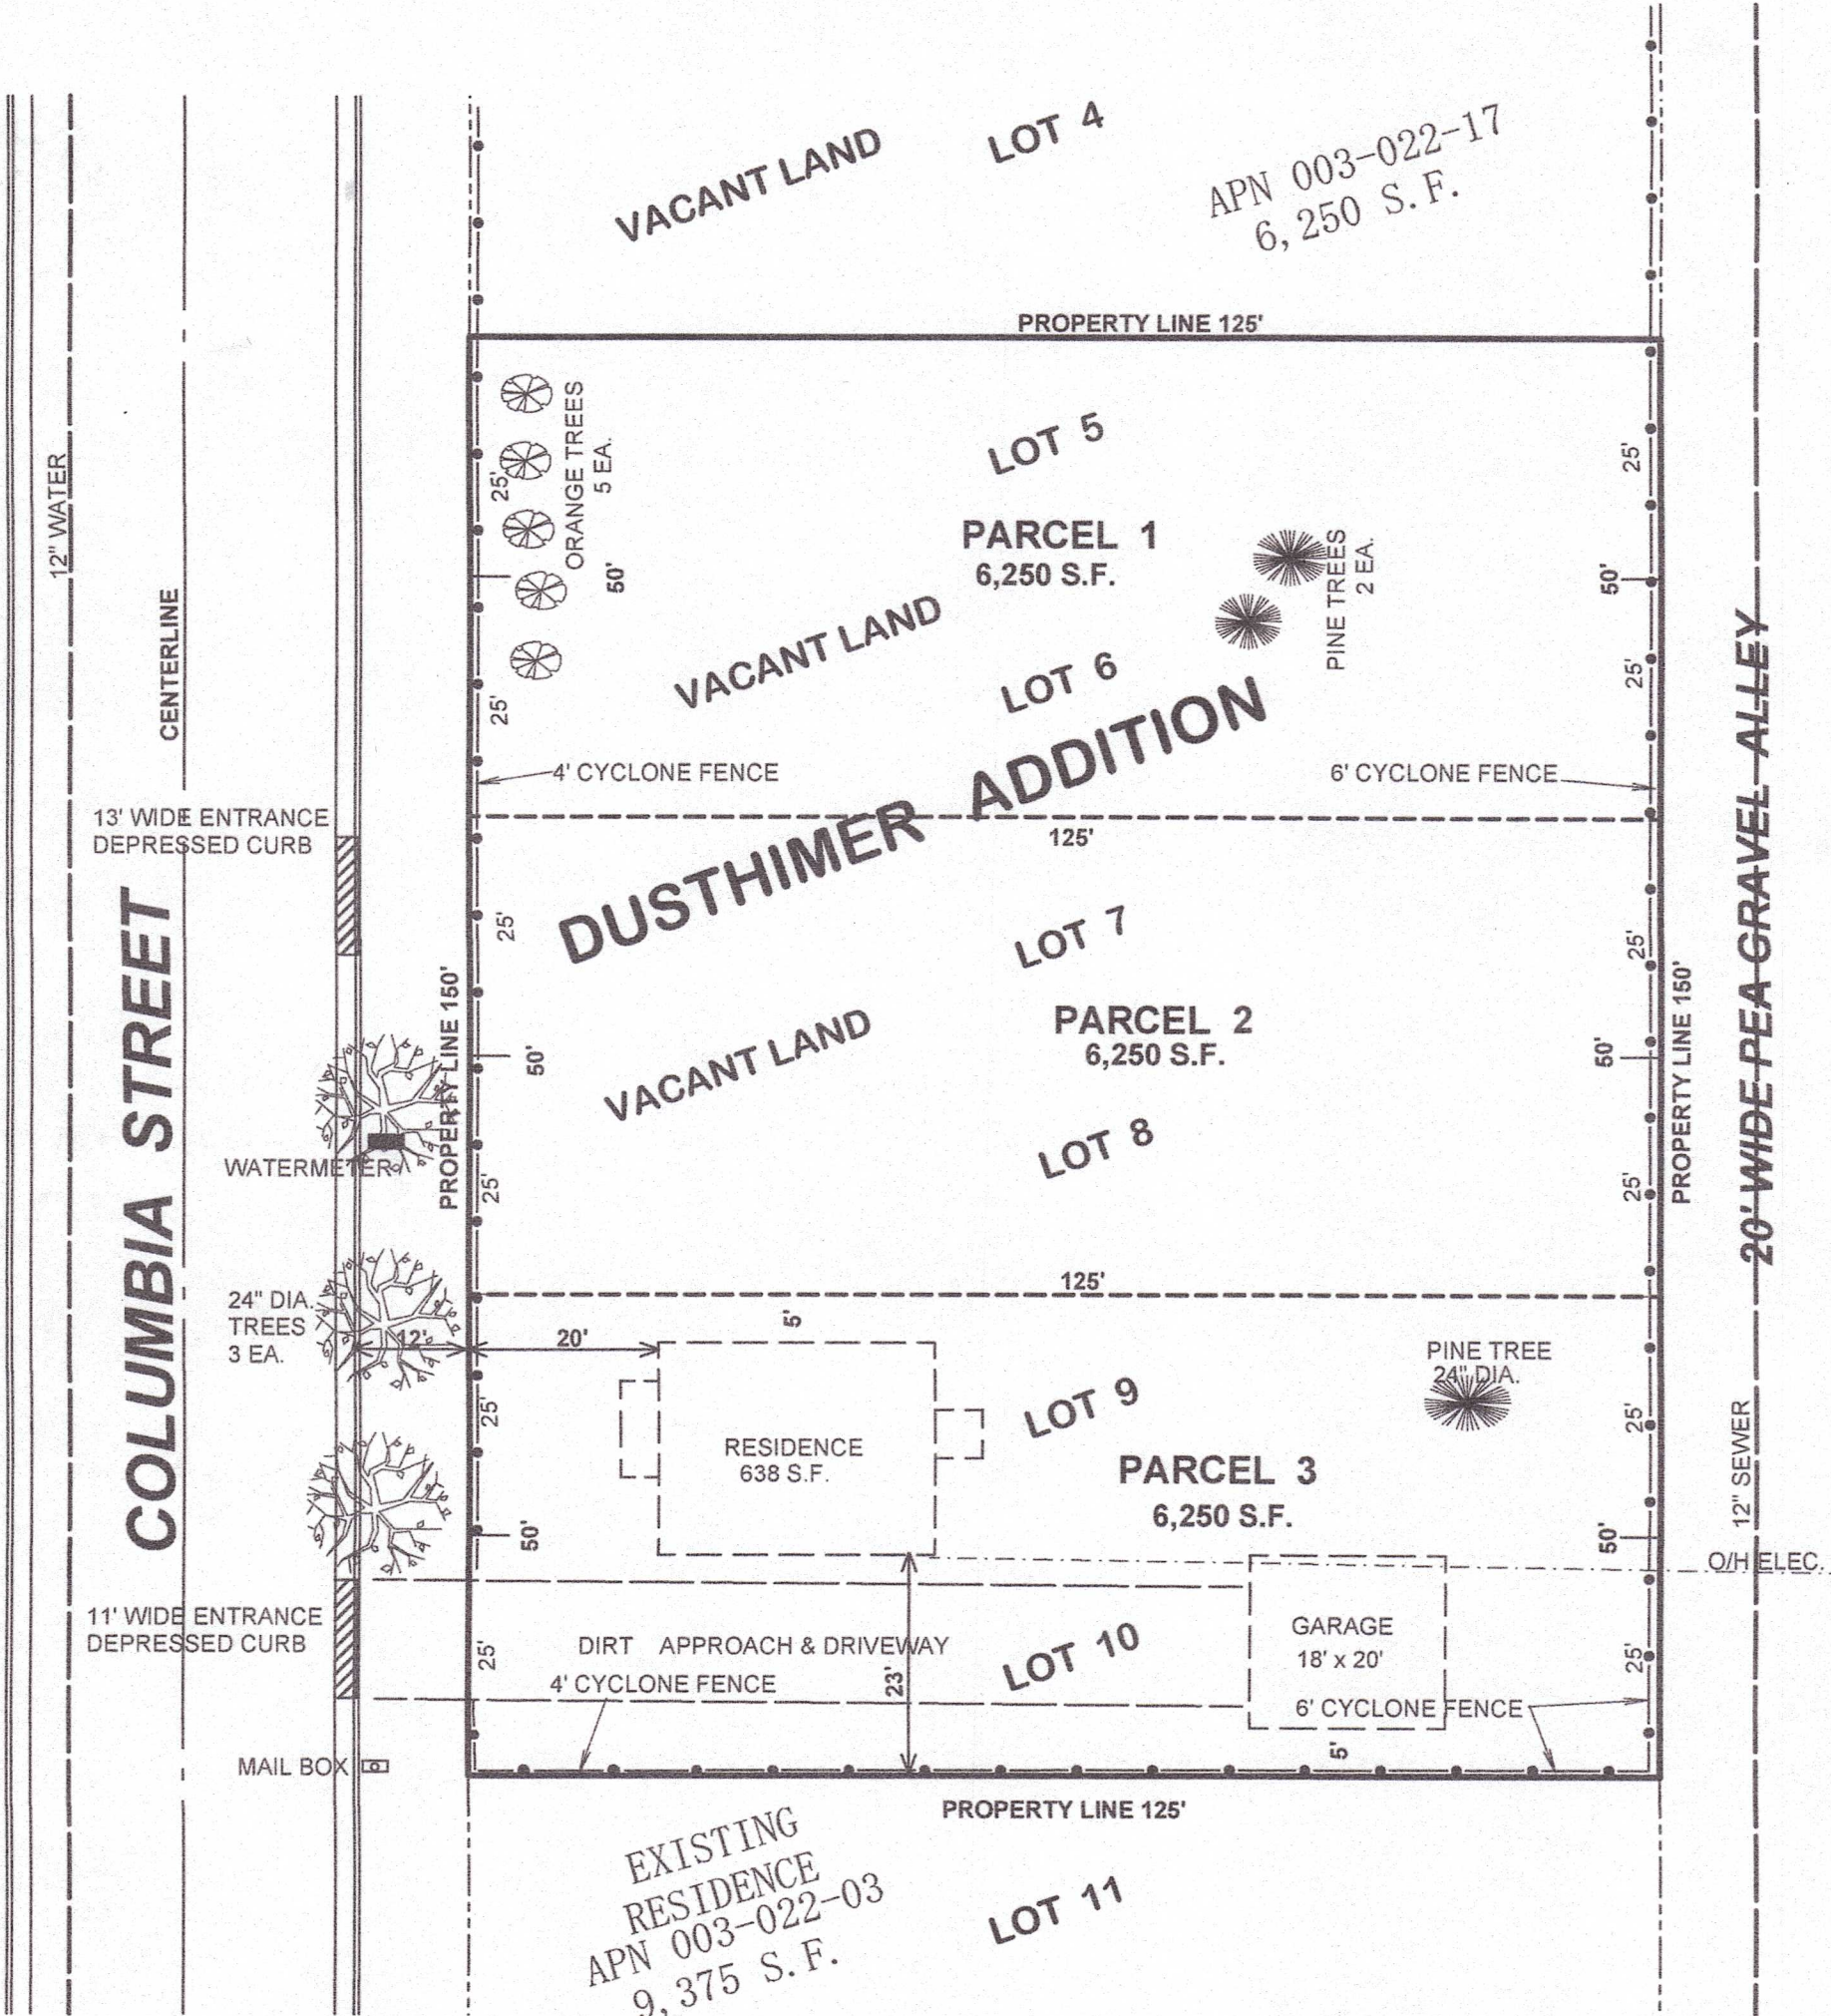 VACANT LAND
LOT 4
APN 003-022-17
6,250 S.F.
PROPERTY LINE 125'
12" WATER
CENTERLINE
25'
ORANGE TREES
5 EA.
50'
LOT 5
PARCEL 1
6,250 S.F.
PINE TREES
2 EA.
25'
50'
VACANT LAND
LOT 6
25'
25'
4' CYCLONE FENCE
6' CYCLONE FENCE
13' WIDE ENTRANCE
DEPRESSED CURB
125'
DUSTHIMER ADDITION
COLUMBIA STREET
20' WIDE PEA GRAVEL ALLEY
25'
LOT 7
25'
PROPERTY LINE 150'
PROPERTY LINE 150'
PARCEL 2
6,250 S.F.
50'
50'
VACANT LAND
WATERMETER
25'
LOT 8
25'
125'
24" DIA.
TREES
3 EA.
12'
20'
5'
PINE TREE
24" DIA.
25'
LOT 9
25'
RESIDENCE
638 S.F.
PARCEL 3
6,250 S.F.
50'
50'
12" SEWER
O/H ELEC.
11' WIDE ENTRANCE
DEPRESSED CURB
25'
DIRT APPROACH & DRIVEWAY
23'
LOT 10
GARAGE
18' x 20'
25'
4' CYCLONE FENCE
6' CYCLONE FENCE
5'
MAIL BOX
PROPERTY LINE 125'
EXISTING
RESIDENCE
APN 003-022-03
9,375 S.F.
LOT 11